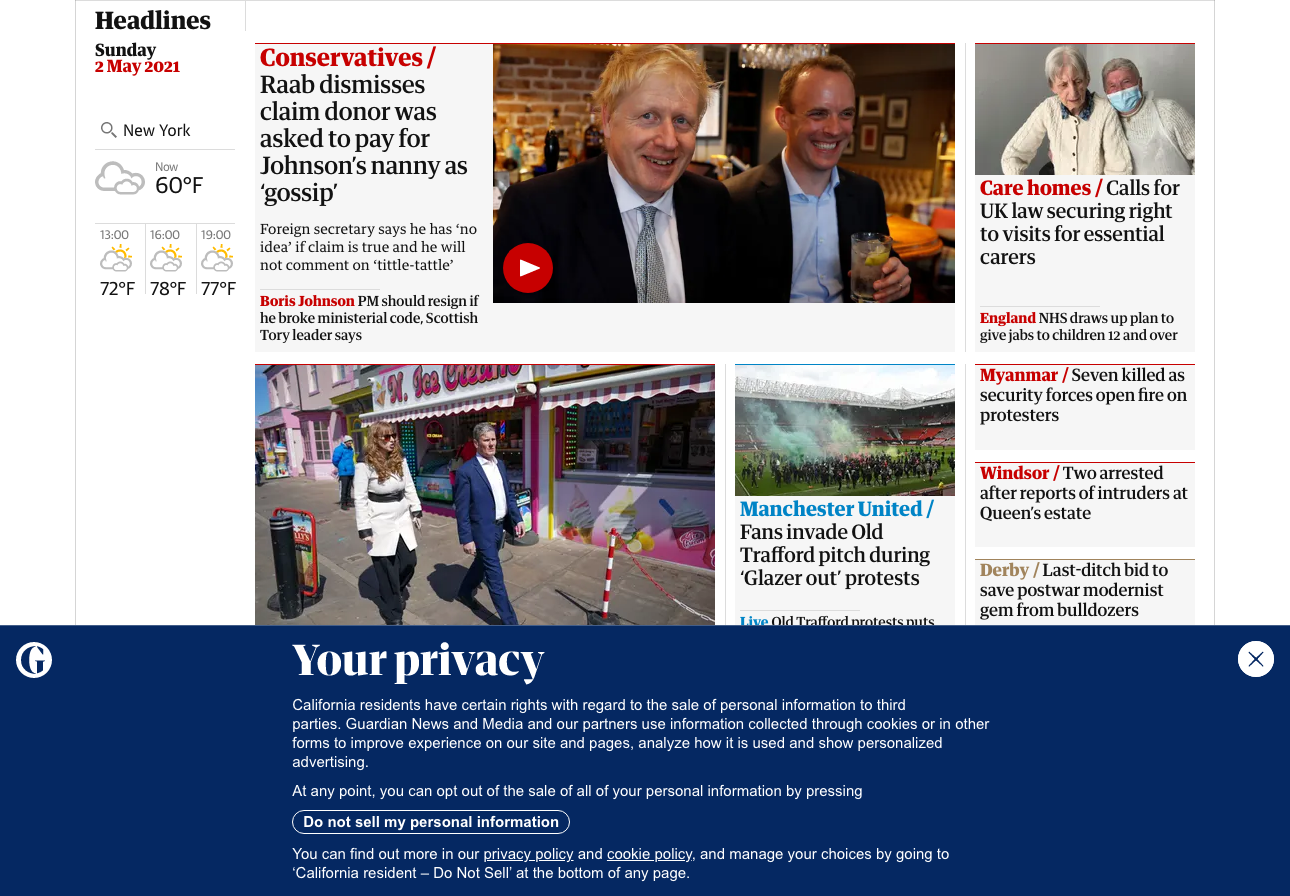 Headlines
Sunday
2 May 2021
New York
Now
60°F
13:00
16:00
19:00
72°F
78°F
77°F
Conservatives /
Raab dismisses
claim donor was
asked to pay for
Johnson's nanny as
‘gossip’
Foreign secretary says he has ‘no
idea’ if claim is true and he will
not comment on ‘tittle-tattle’
Boris Johnson PM should resign if
he broke ministerial code, Scottish
Tory leader says
Care homes / Calls for
UK law securing right
to visits for essential
carers
England NHS draws up plan to
give jabs to children 12 and over
N. Ice Cream
Manchester United /
Fans invade Old
Trafford pitch during
‘Glazer out’ protests
Live Old Trafford protests puts
Myanmar / Seven killed as
security forces open fire on
protesters
Windsor / Two arrested
after reports of intruders at
Queen's estate
Derby / Last-ditch bid to
save postwar modernist
gem from bulldozers
G
Your privacy
California residents have certain rights with regard to the sale of personal information to third
parties. Guardian News and Media and our partners use information collected through cookies or in other
forms to improve experience on our site and pages, analyze how it is used and show personalized
advertising.
At any point, you can opt out of the sale of all of your personal information by pressing
Do not sell my personal information
You can find out more in our privacy policy and cookie policy, and manage your choices by going to
‘California resident – Do Not Sell’ at the bottom of any page.